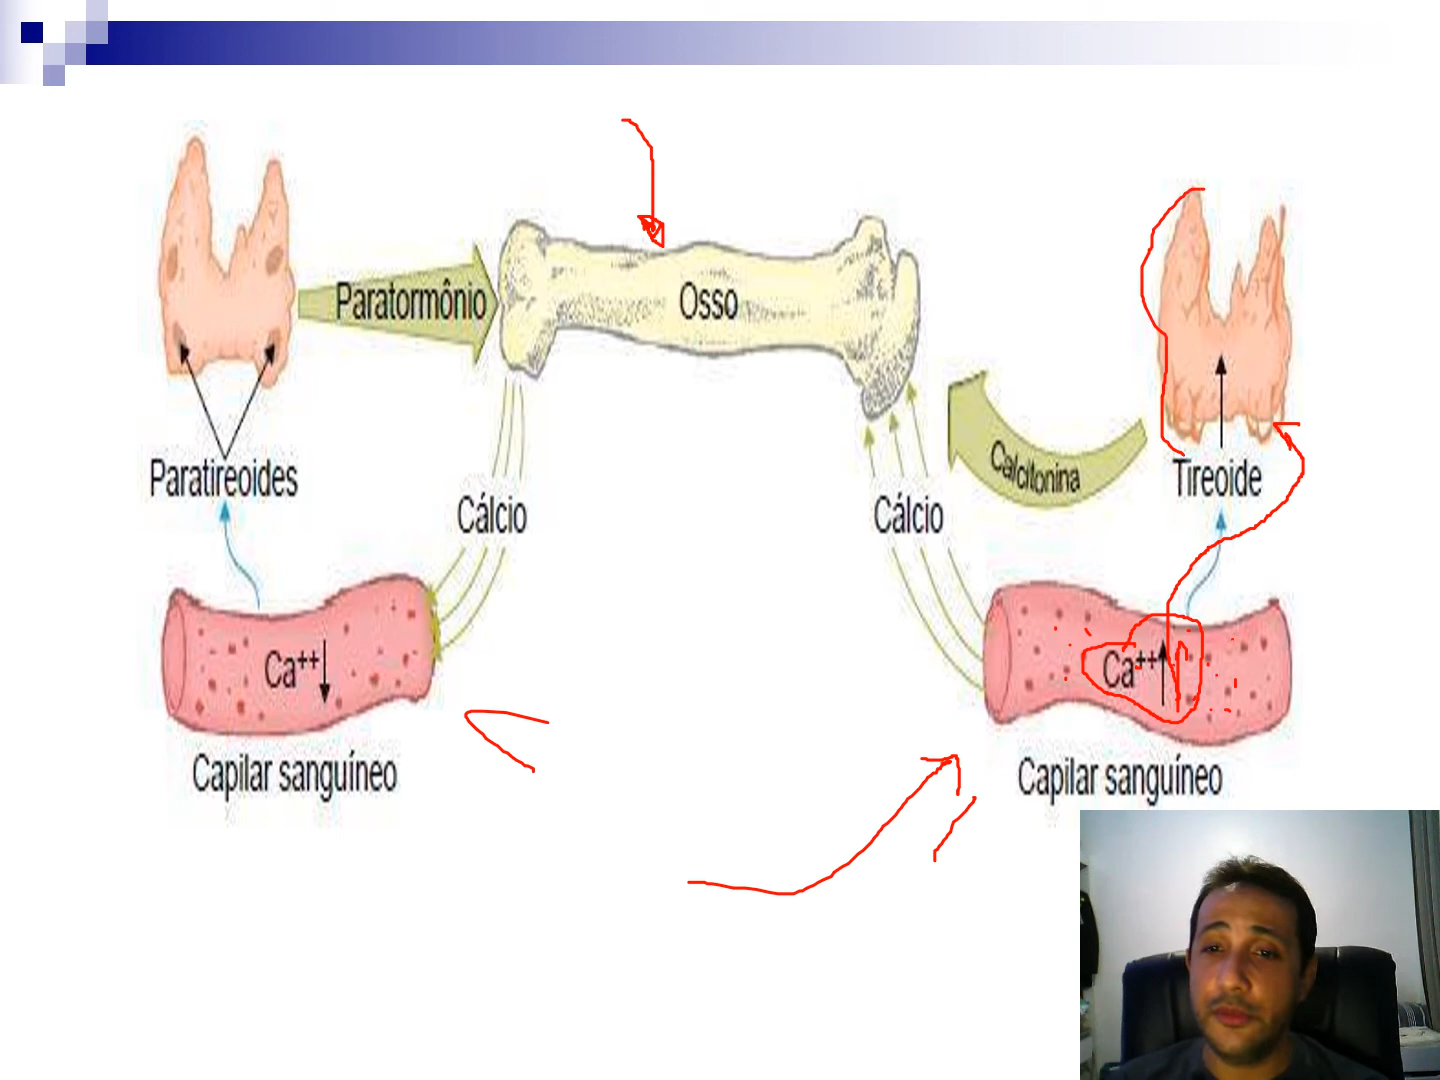 Paratormônio
Osso
Calcitonina
Paratireoides
Cálcio
Cálcio
Tireoide
Ca++
Ca++
Capilar sanguíneo
Capilar sanguíneo